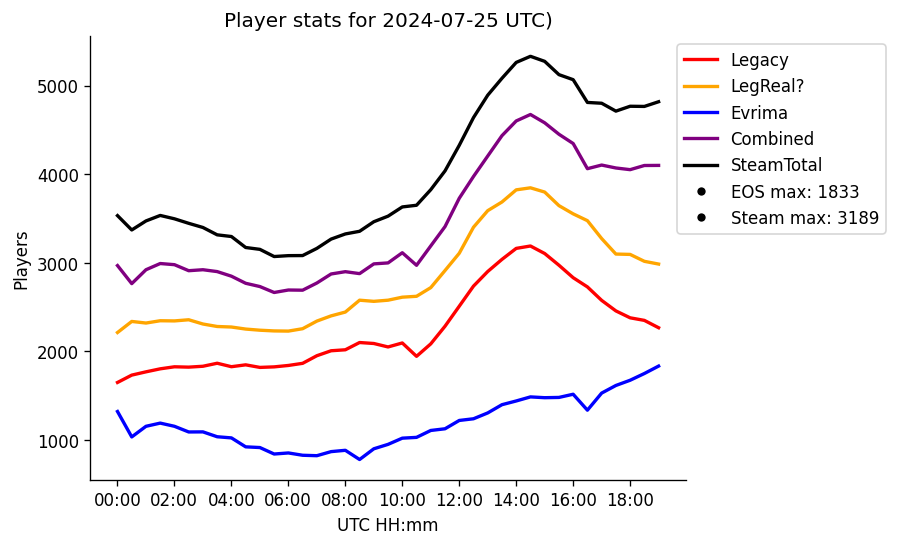 Player stats for 2024-07-25 UTC)
Legacy
LegReal?
Evrima
Combined
SteamTotal
EOS max: 1833
Steam max: 3189
Players
5000
4000
3000
2000
1000
00:00 02:00 04:00 06:00 08:00 10:00 12:00 14:00 16:00 18:00
UTC HH:mm